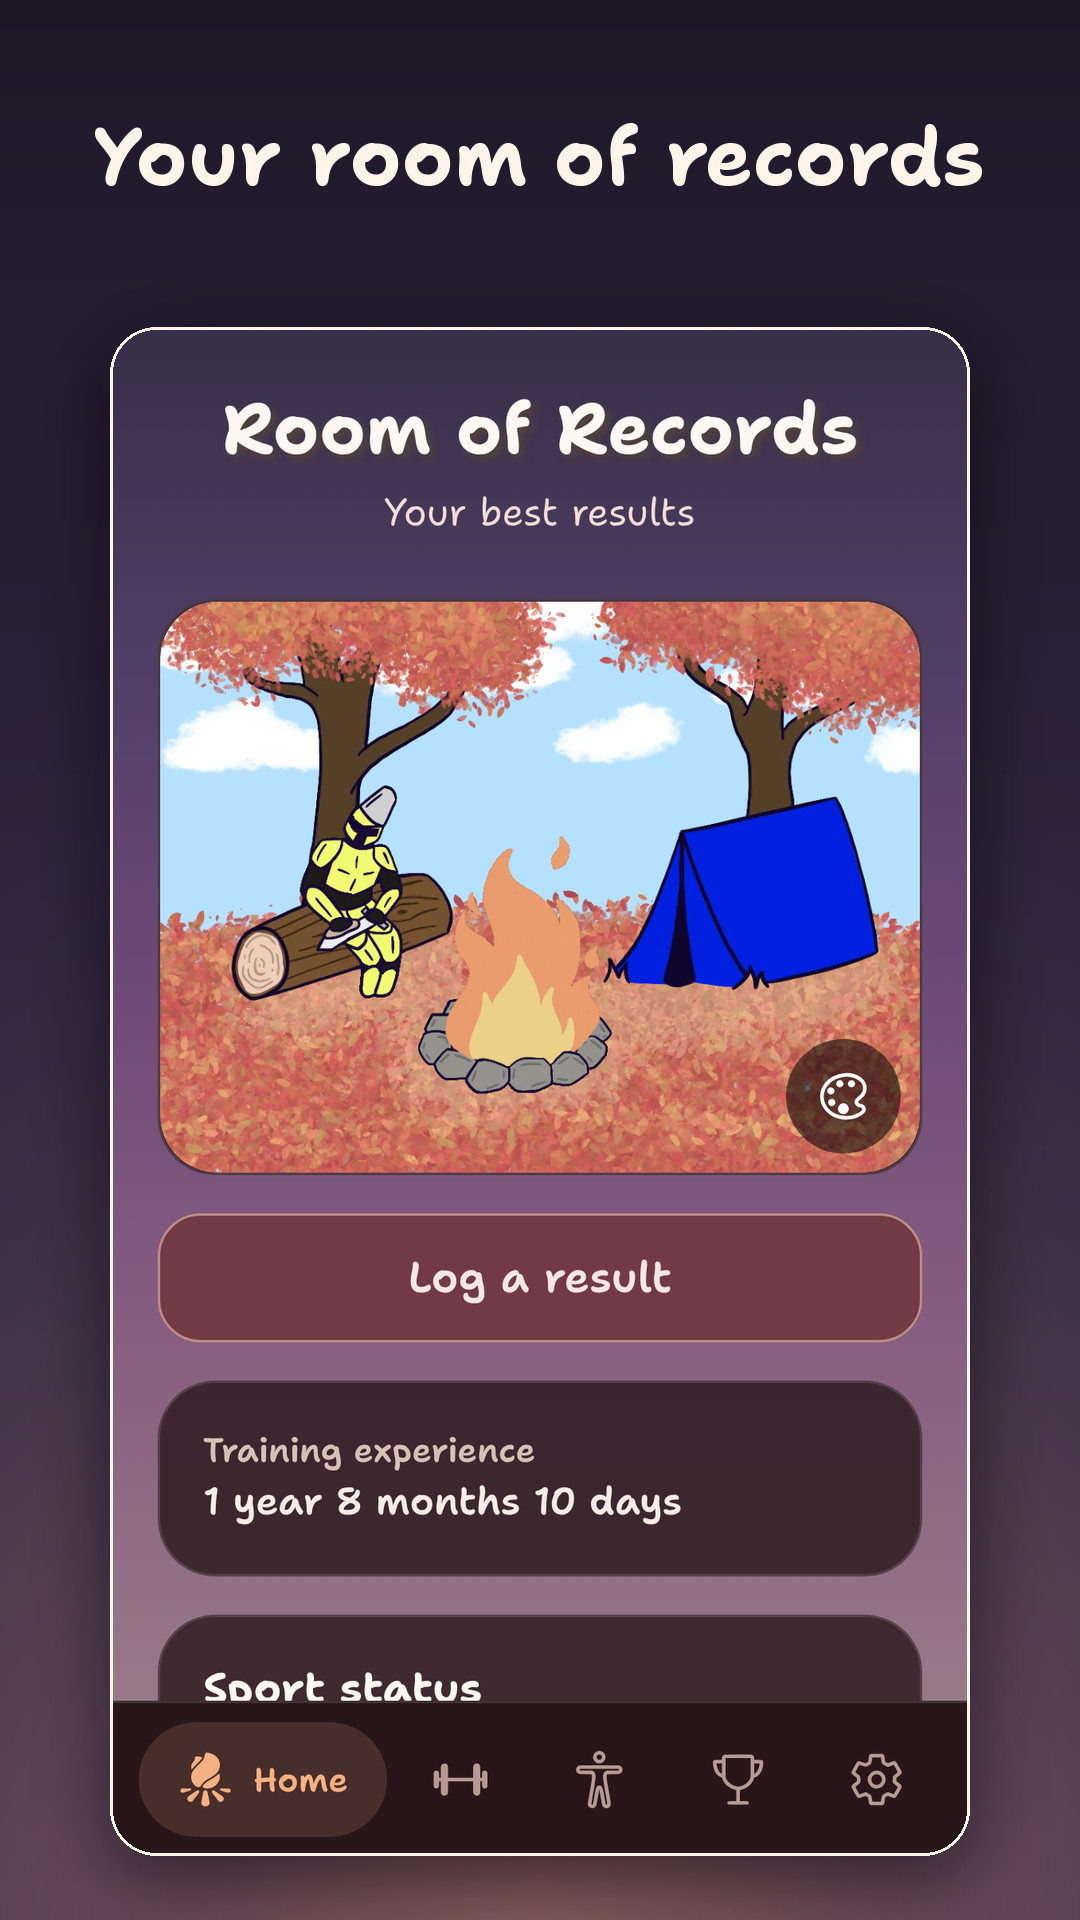 Your room of records
Room of Records
Your best results
Log a result
Training experience
1 year 8 months 10 days
Sport status
Home